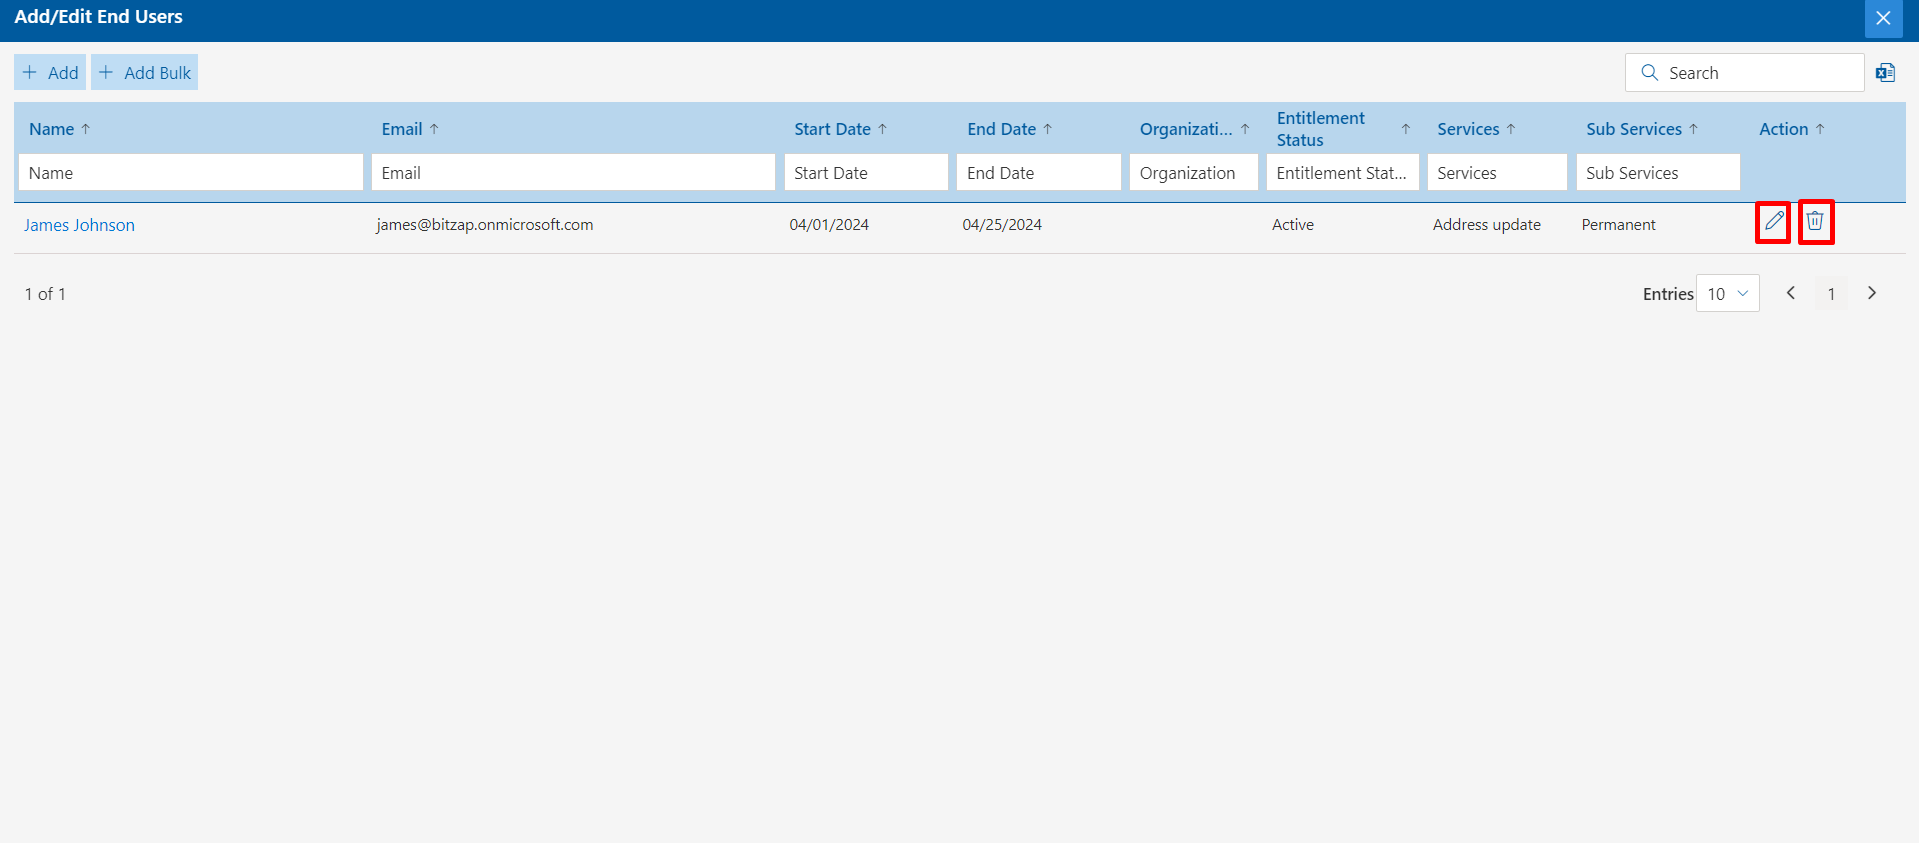 Add/Edit End Users
Add
Add Bulk
Search
Name Email Start Date End Date Organizati... Entitlement Status Services Sub Services Action
Name Email Start Date End Date Organization Entitlement Stat... Services Sub Services
James Johnson james@bitzap.onmicrosoft.com 04/01/2024 04/25/2024 Active Address update Permanent
1 of 1
Entries 10 1